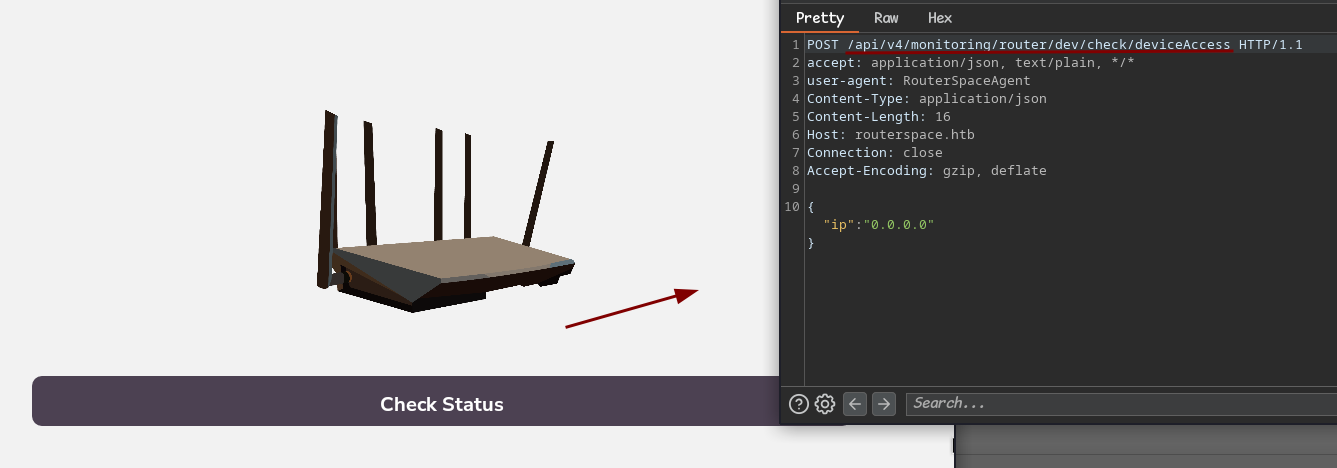 Check Status
Pretty Raw Hex
1 POST /api/v4/monitoring/router/dev/check/deviceAccess HTTP/1.1
2 accept: application/json, text/plain, */*
3 user-agent: RouterSpaceAgent
4 Content-Type: application/json
5 Content-Length: 16
6 Host: routerspace.htb
7 Connection: close
8 Accept-Encoding: gzip, deflate
9
10 {
"ip":"0.0.0.0"
}
? Search...